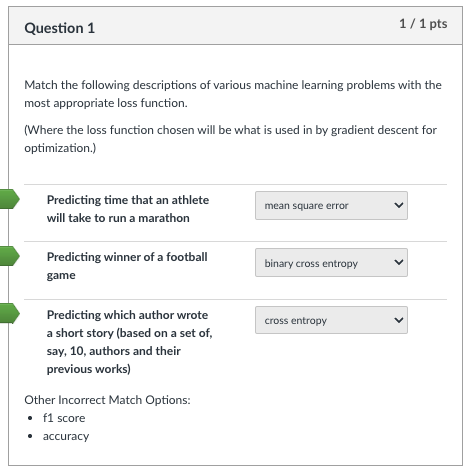 Question 1
1 / 1 pts
Match the following descriptions of various machine learning problems with the
most appropriate loss function.
(Where the loss function chosen will be what is used in by gradient descent for
optimization.)
Predicting time that an athlete
will take to run a marathon
mean square error
Predicting winner of a football
game
binary cross entropy
Predicting which author wrote
a short story (based on a set of,
say, 10, authors and their
previous works)
cross entropy
Other Incorrect Match Options:
• f1 score
• accuracy